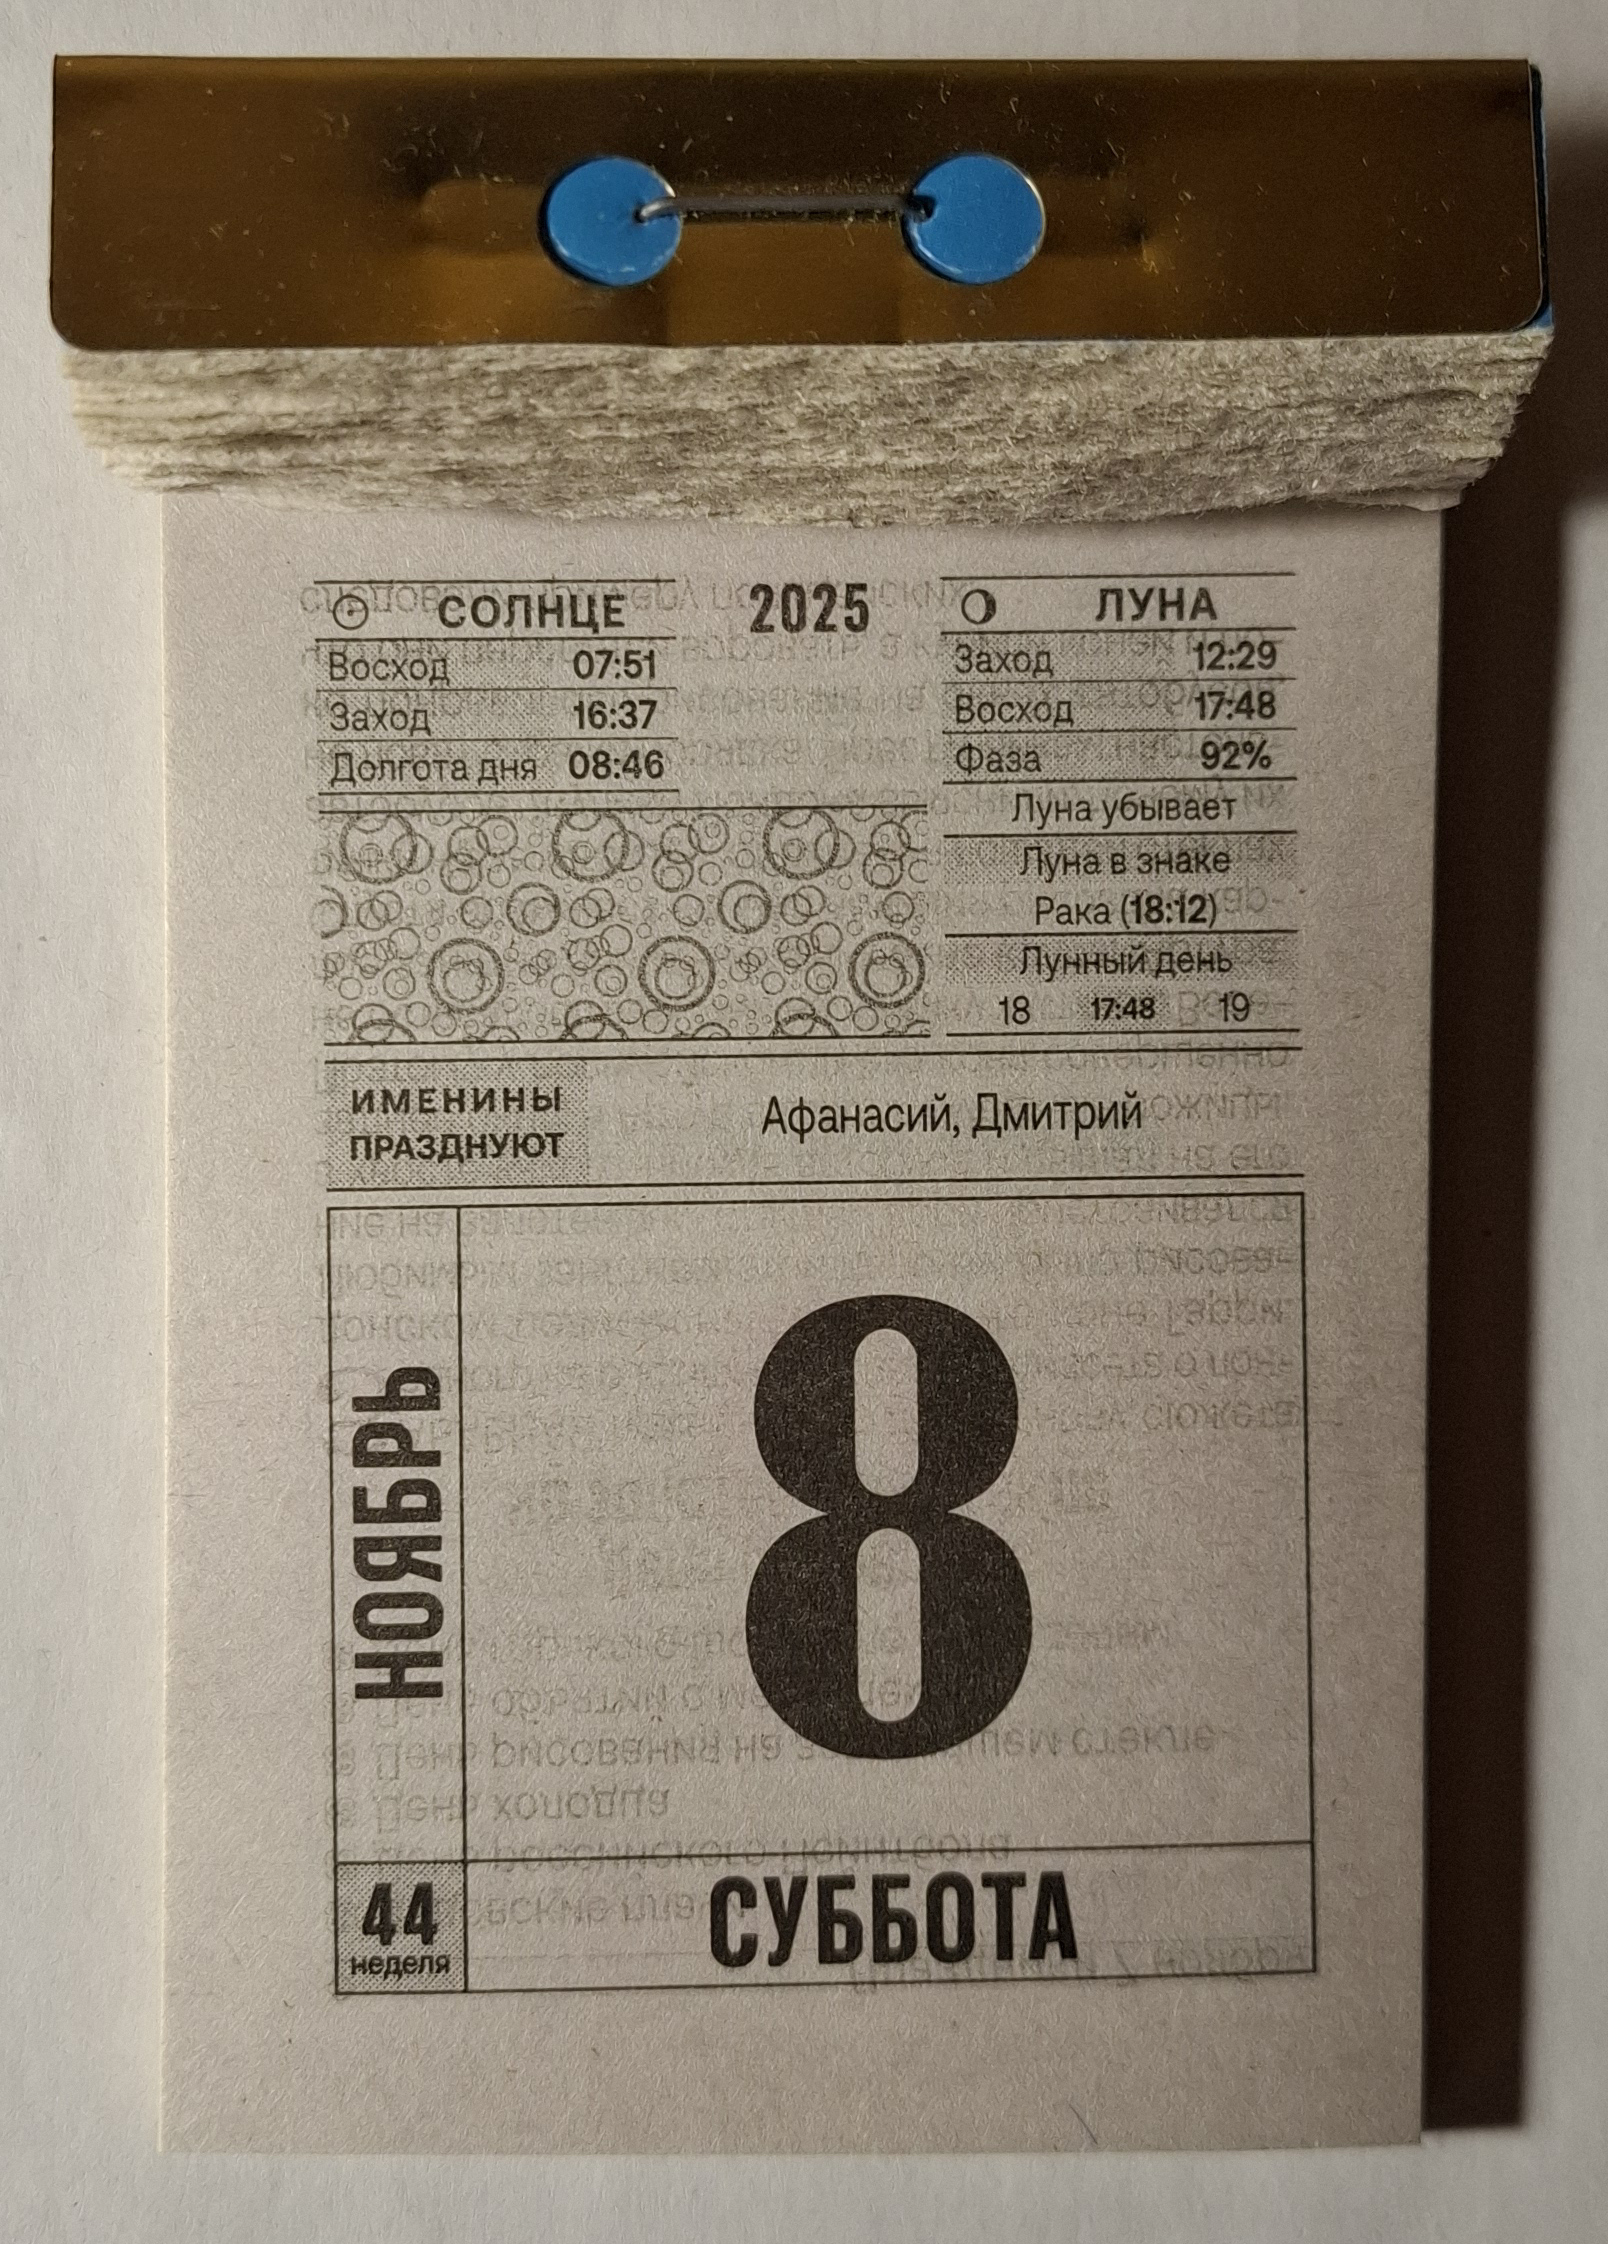 СОЛНЦЕ
Восход 07:51
Заход 16:37
Долгота дня 08:46
2025
ЛУНА
Заход 12:29
Восход 17:48
Фаза 92%
Луна убывает
Луна в знаке
Рака (18:12)
Лунный день
18 17:48 19
ИМЕНИНЫ
ПРАЗДНУЮТ
Афанасий, Дмитрий
НОЯБРЬ
8
44
неделя
СУББОТА